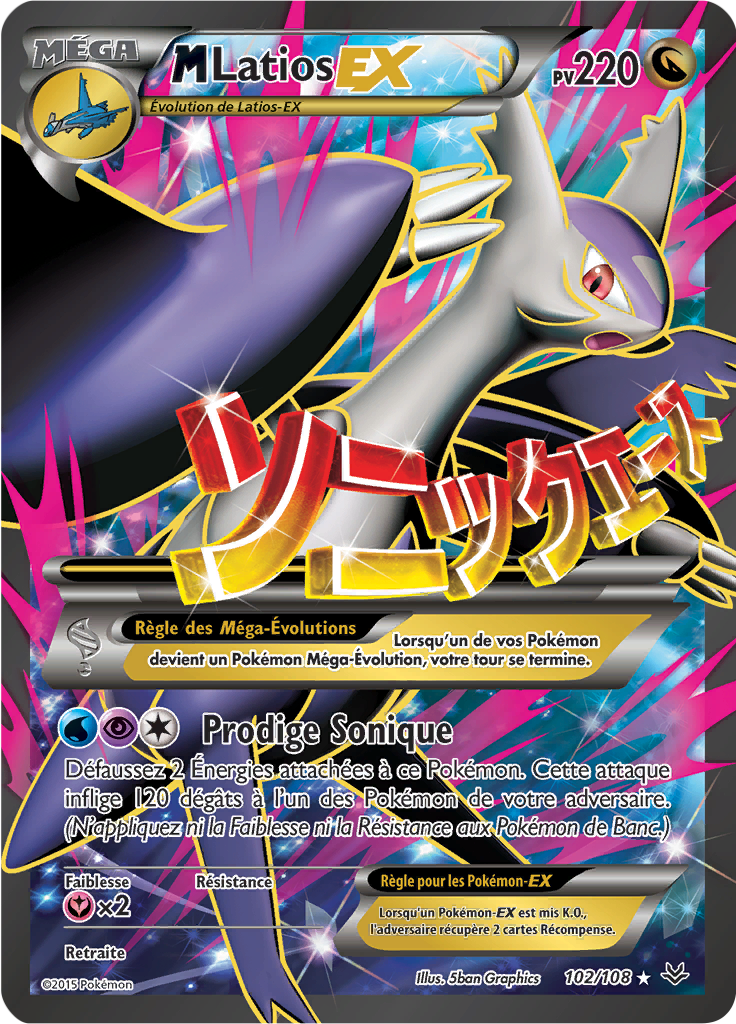 MÉGA
M Latios EX
PV220
Évolution de Latios-EX
ソニックエース
Règle des Méga-Évolutions
Lorsqu'un de vos Pokémon
devient un Pokémon Méga-Évolution, votre tour se termine.
Prodige Sonique
Défaussez 2 Énergies attachées à ce Pokémon. Cette attaque
inflige 120 dégâts à l'un des Pokémon de votre adversaire.
(N'appliquez ni la Faiblesse ni la Résistance aux Pokémon de Banc.)
Faiblesse
Résistance
×2
Retraite
Règle pour les Pokémon-EX
Lorsqu'un Pokémon-EX est mis K.O.,
l'adversaire récupère 2 cartes Récompense.
©2015 Pokémon
Illus. 5ban Graphics
102/108 ★